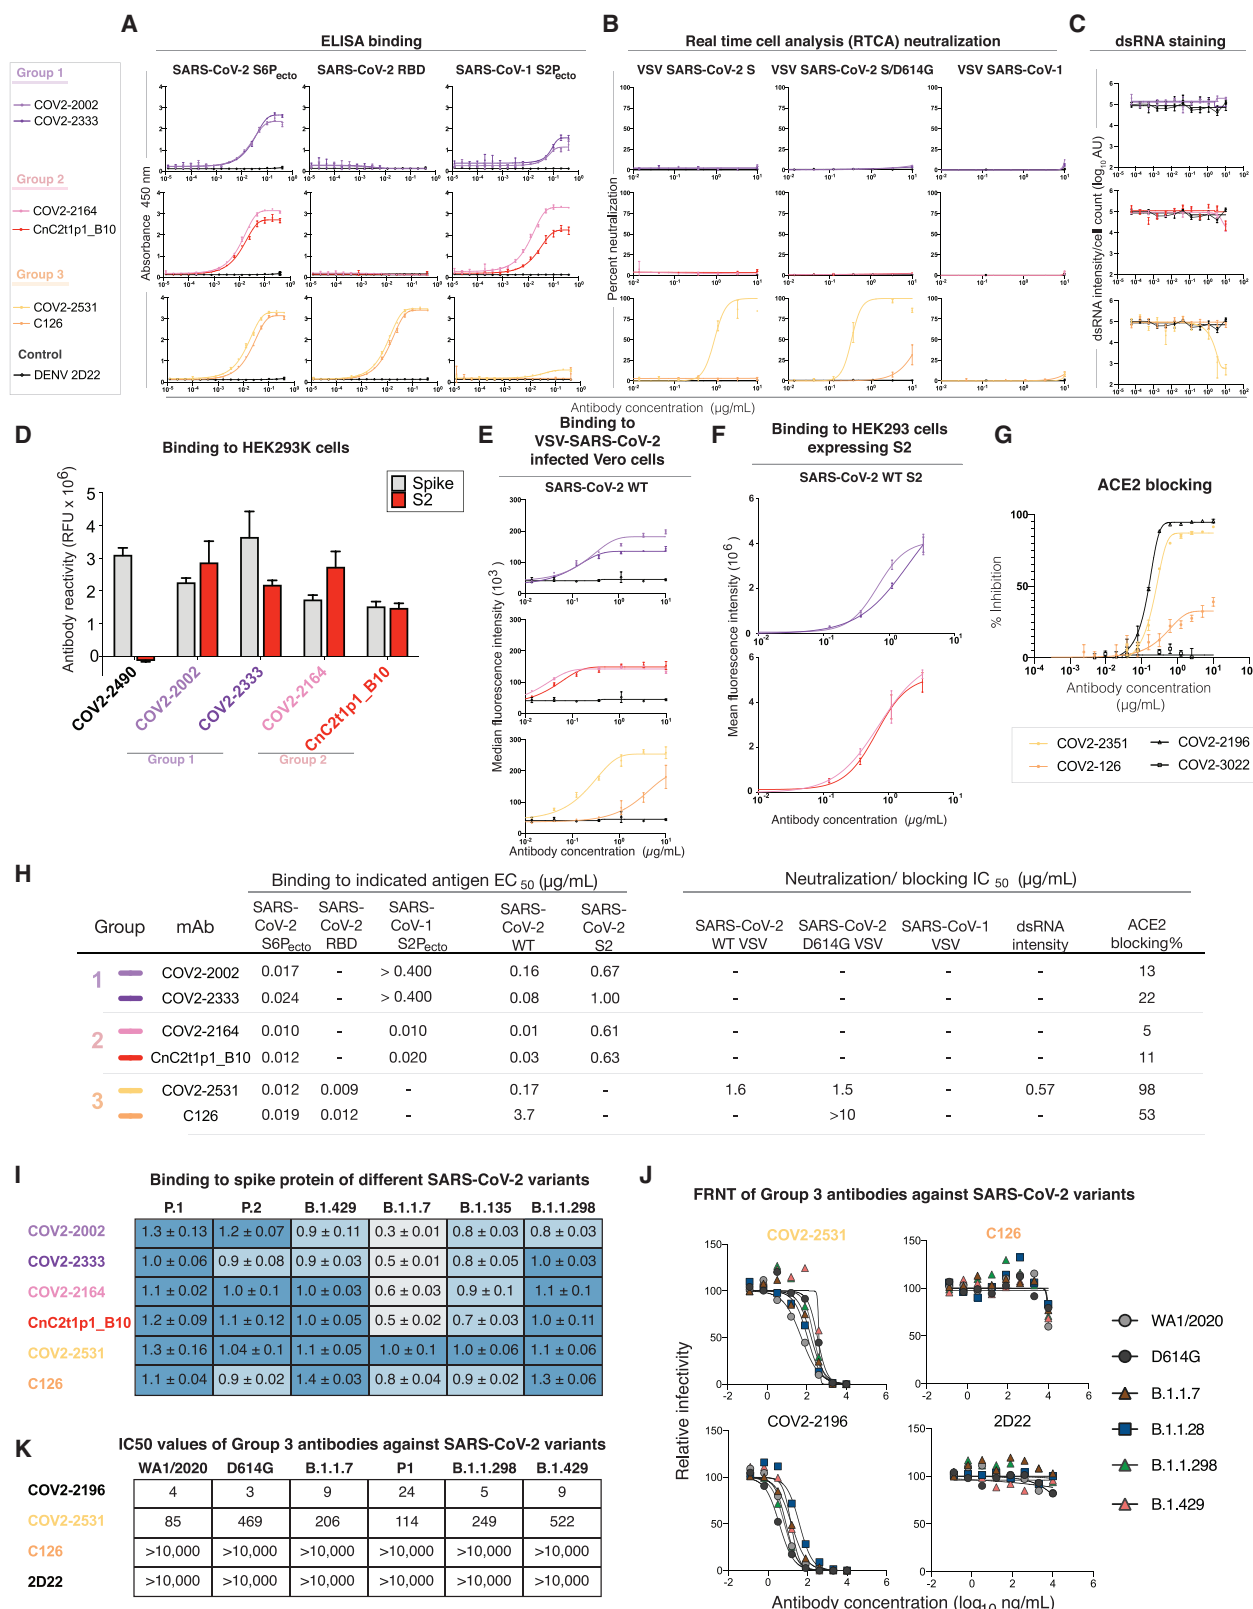 A
ELISA binding
SARS-CoV-2 S6Pecto
SARS-CoV-2 RBD
SARS-CoV-1 S2Pecto
Absorbance 450 nm
B
Real time cell analysis (RTCA) neutralization
VSV SARS-CoV-2 S
VSV SARS-CoV-2 S/D614G
VSV SARS-CoV-1
Percent neutralization
Antibody concentration (µg/mL)
C
dsRNA staining
dsRNA intensity/cell count (log10 AU)
Group 1
COV2-2002
COV2-2333
Group 2
COV2-2164
CnC2t1p1_B10
Group 3
COV2-2531
C126
Control
DENV 2D22
D
Binding to HEK293K cells
Antibody reactivity (RFU x 10⁶)
5
4
3
2
1
0
Spike
S2
COV2-2490
COV2-2002
COV2-2333
COV2-2164
CnC2t1p1_B10
Group 1
Group 2
E
Binding to
VSV-SARS-CoV-2
infected Vero cells
SARS-CoV-2 WT
Median fluorescence intensity (10³)
Antibody concentration (µg/mL)
F
Binding to HEK293 cells
expressing S2
SARS-CoV-2 WT S2
Mean fluorescence intensity (10⁶)
Antibody concentration (µg/mL)
G
ACE2 blocking
% Inhibition
100
50
0
10⁻⁴ 10⁻³ 10⁻² 10⁻¹ 10⁰ 10¹
Antibody concentration
(µg/mL)
COV2-2351
COV2-2196
COV2-126
COV2-3022
H
Binding to indicated antigen EC50 (µg/mL)
Neutralization/ blocking IC50 (µg/mL)
Group mAb
SARS-CoV-2 S6Pecto
SARS-CoV-2 RBD
SARS-CoV-1 S2Pecto
SARS-CoV-2 WT
SARS-CoV-2 S2
SARS-CoV-2 WT VSV
SARS-CoV-2 D614G VSV
SARS-CoV-1 VSV
dsRNA intensity
ACE2 blocking%
1
COV2-2002 0.017 - > 0.400 0.16 0.67 - - - - 13
COV2-2333 0.024 - > 0.400 0.08 1.00 - - - - 22
2
COV2-2164 0.010 - 0.010 0.01 0.61 - - - - 5
CnC2t1p1_B10 0.012 - 0.020 0.03 0.63 - - - - 11
3
COV2-2531 0.012 0.009 - 0.17 - 1.6 1.5 - 0.57 98
C126 0.019 0.012 - 3.7 - - >10 - - 53
I
Binding to spike protein of different SARS-CoV-2 variants
P.1 P.2 B.1.429 B.1.1.7 B.1.135 B.1.1.298
COV2-2002 1.3 ± 0.13 1.2 ± 0.07 0.9 ± 0.11 0.3 ± 0.01 0.8 ± 0.03 0.8 ± 0.03
COV2-2333 1.0 ± 0.06 0.9 ± 0.08 0.9 ± 0.03 0.5 ± 0.01 0.8 ± 0.05 1.0 ± 0.03
COV2-2164 1.1 ± 0.02 1.0 ± 0.1 1.0 ± 0.03 0.6 ± 0.03 0.9 ± 0.1 1.1 ± 0.1
CnC2t1p1_B10 1.2 ± 0.09 1.1 ± 0.12 1.0 ± 0.05 0.5 ± 0.02 0.7 ± 0.03 1.0 ± 0.11
COV2-2531 1.3 ± 0.16 1.04 ± 0.1 1.1 ± 0.05 1.0 ± 0.1 1.0 ± 0.06 1.1 ± 0.06
C126 1.1 ± 0.04 0.9 ± 0.02 1.4 ± 0.03 0.8 ± 0.04 0.9 ± 0.02 1.3 ± 0.06
J
FRNT of Group 3 antibodies against SARS-CoV-2 variants
COV2-2531
C126
COV2-2196
2D22
Relative infectivity
Antibody concentration (log10 ng/mL)
WA1/2020
D614G
B.1.1.7
B.1.1.28
B.1.1.298
B.1.429
K
IC50 values of Group 3 antibodies against SARS-CoV-2 variants
WA1/2020 D614G B.1.1.7 P1 B.1.1.298 B.1.429
COV2-2196 4 3 9 24 5 9
COV2-2531 85 469 206 114 249 522
C126 >10,000 >10,000 >10,000 >10,000 >10,000 >10,000
2D22 >10,000 >10,000 >10,000 >10,000 >10,000 >10,000